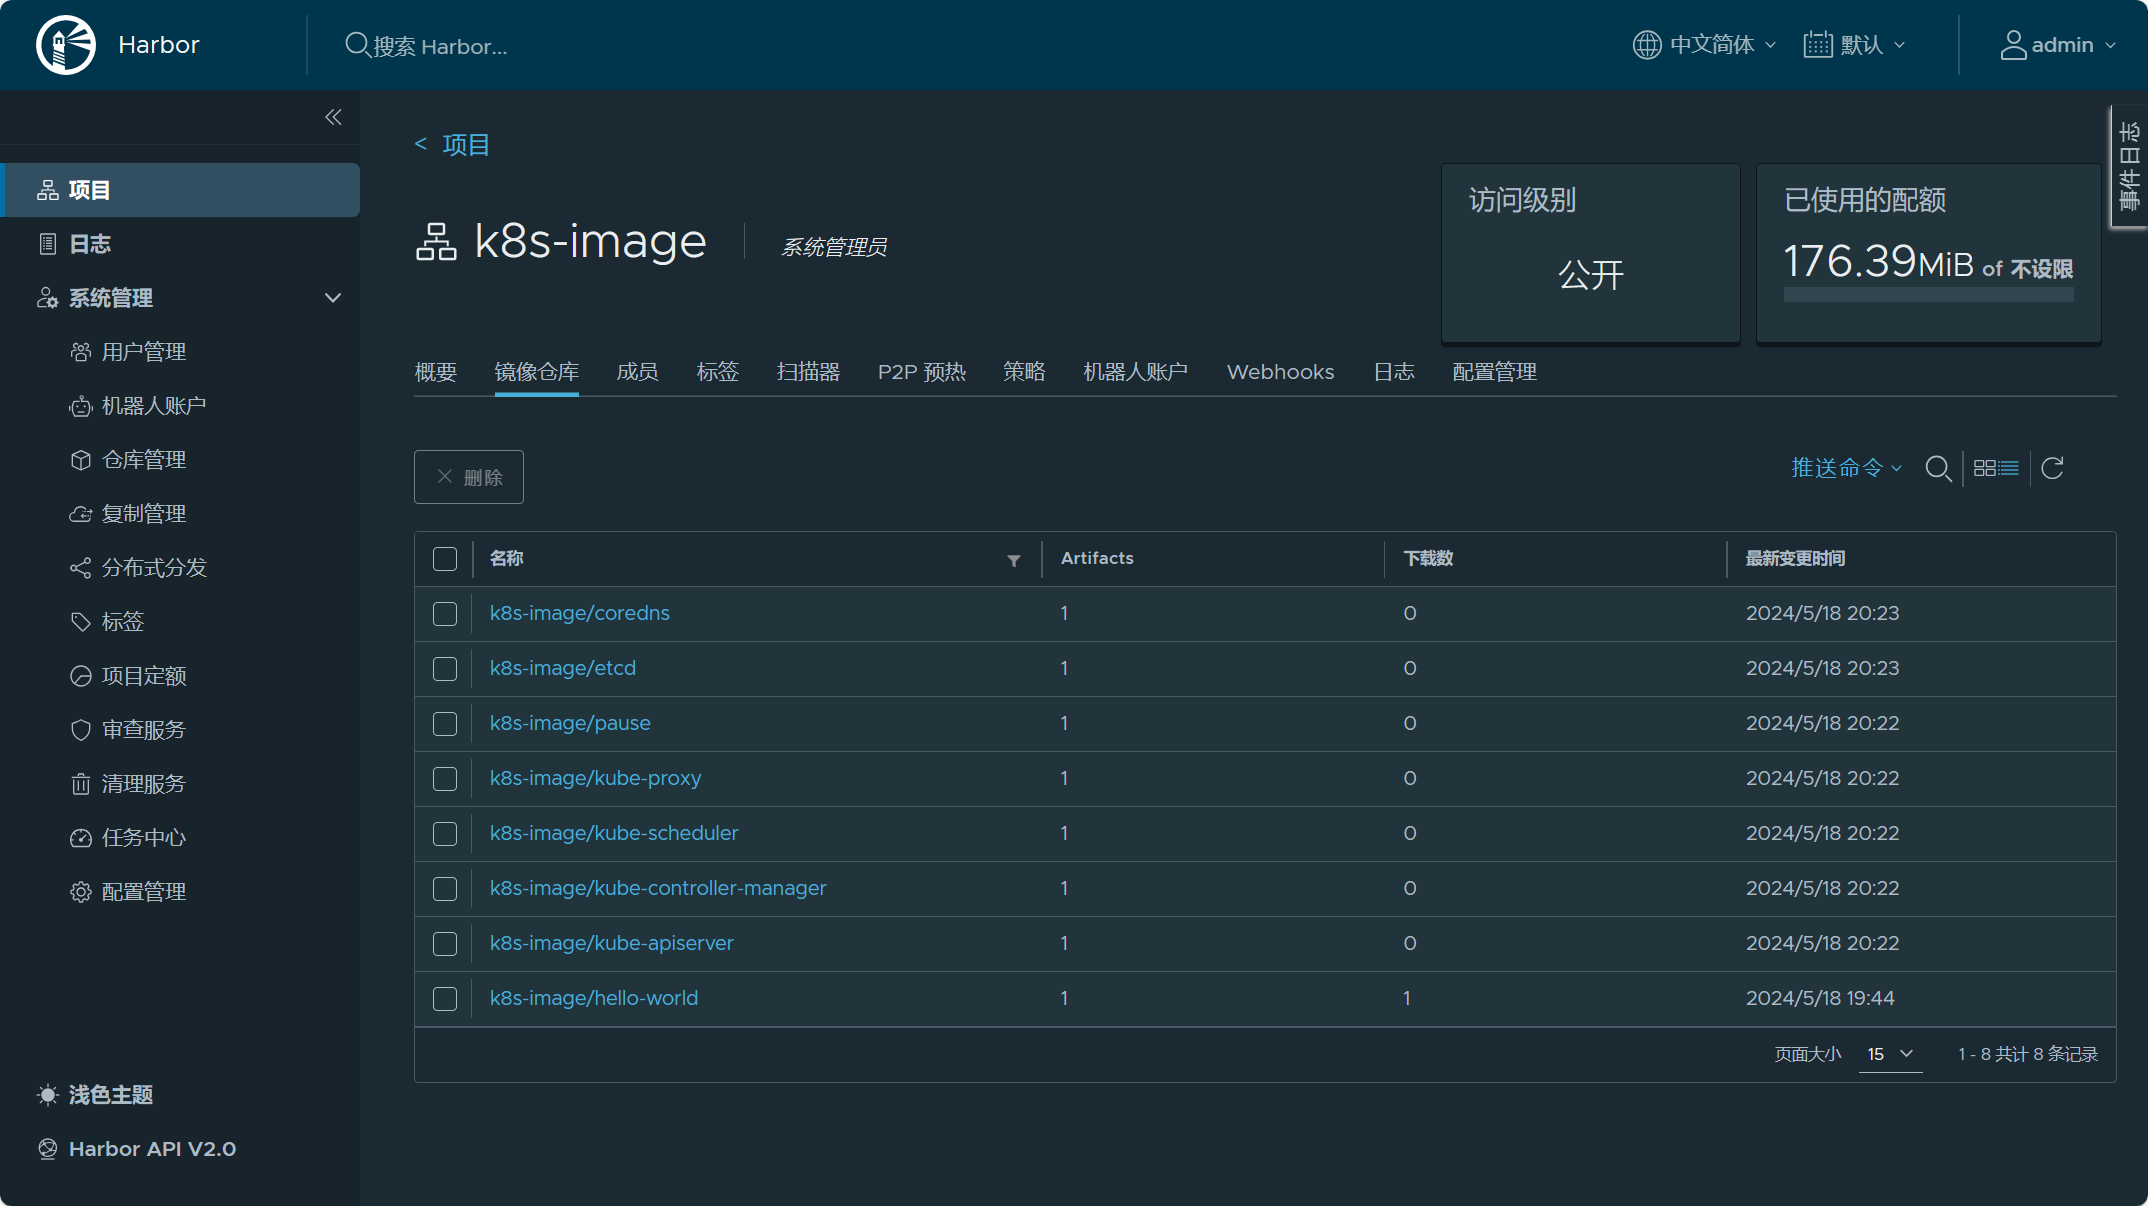 Harbor
搜索 Harbor...
中文简体
默认
admin
事件日志
项目
日志
系统管理
用户管理
机器人账户
仓库管理
复制管理
分布式分发
标签
项目定额
审查服务
清理服务
任务中心
配置管理
浅色主题
Harbor API V2.0
< 项目
k8s-image
系统管理员
访问级别
公开
已使用的配额
176.39MiB of 不设限
概要 镜像仓库 成员 标签 扫描器 P2P 预热 策略 机器人账户 Webhooks 日志 配置管理
删除
推送命令
名称 Artifacts 下载数 最新变更时间
k8s-image/coredns 1 0 2024/5/18 20:23
k8s-image/etcd 1 0 2024/5/18 20:23
k8s-image/pause 1 0 2024/5/18 20:22
k8s-image/kube-proxy 1 0 2024/5/18 20:22
k8s-image/kube-scheduler 1 0 2024/5/18 20:22
k8s-image/kube-controller-manager 1 0 2024/5/18 20:22
k8s-image/kube-apiserver 1 0 2024/5/18 20:22
k8s-image/hello-world 1 1 2024/5/18 19:44
页面大小 15 1 - 8 共计 8 条记录